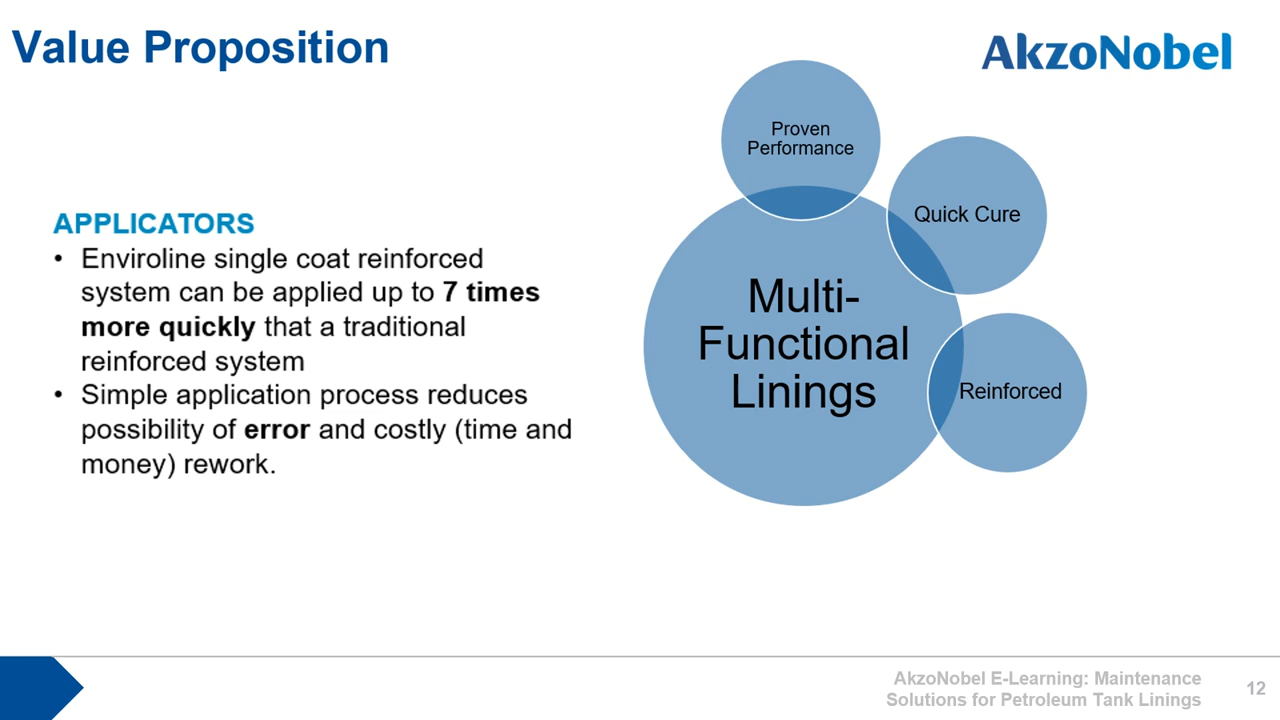 Value Proposition
AkzoNobel
APPLICATORS
• Enviroline single coat reinforced
system can be applied up to 7 times
more quickly that a traditional
reinforced system
• Simple application process reduces
possibility of error and costly (time and
money) rework.
Proven
Performance
Quick Cure
Multi-
Functional
Linings
Reinforced
AkzoNobel E-Learning: Maintenance
Solutions for Petroleum Tank Linings
12